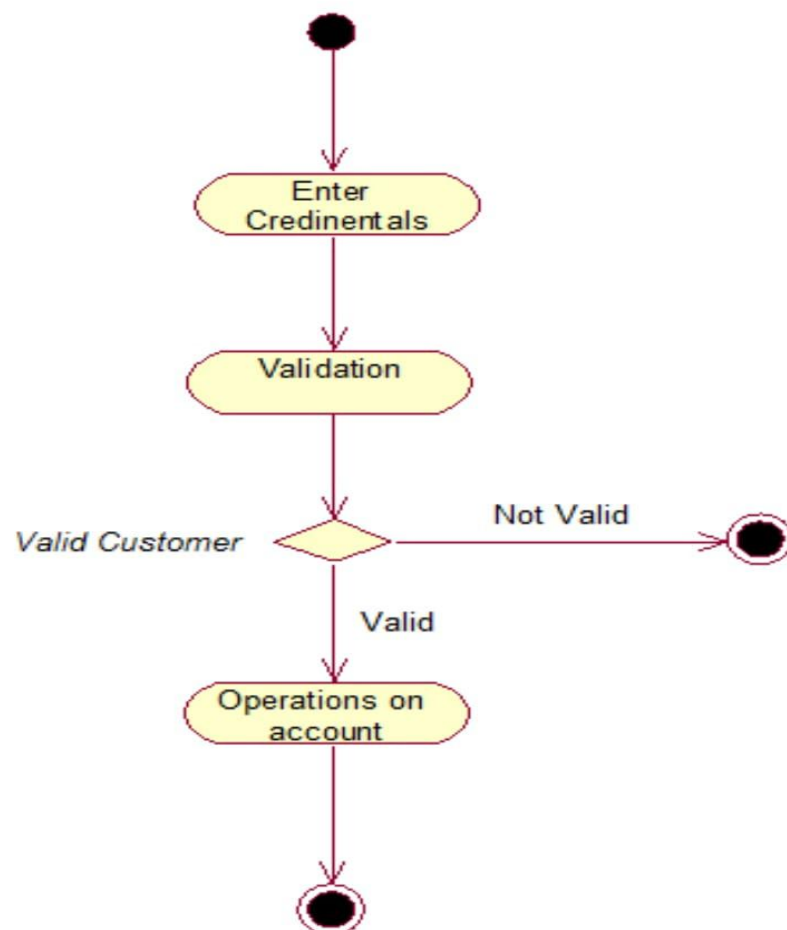 Enter
Credinentals
Validation
Valid Customer
Not Valid
Valid
Operations on
account